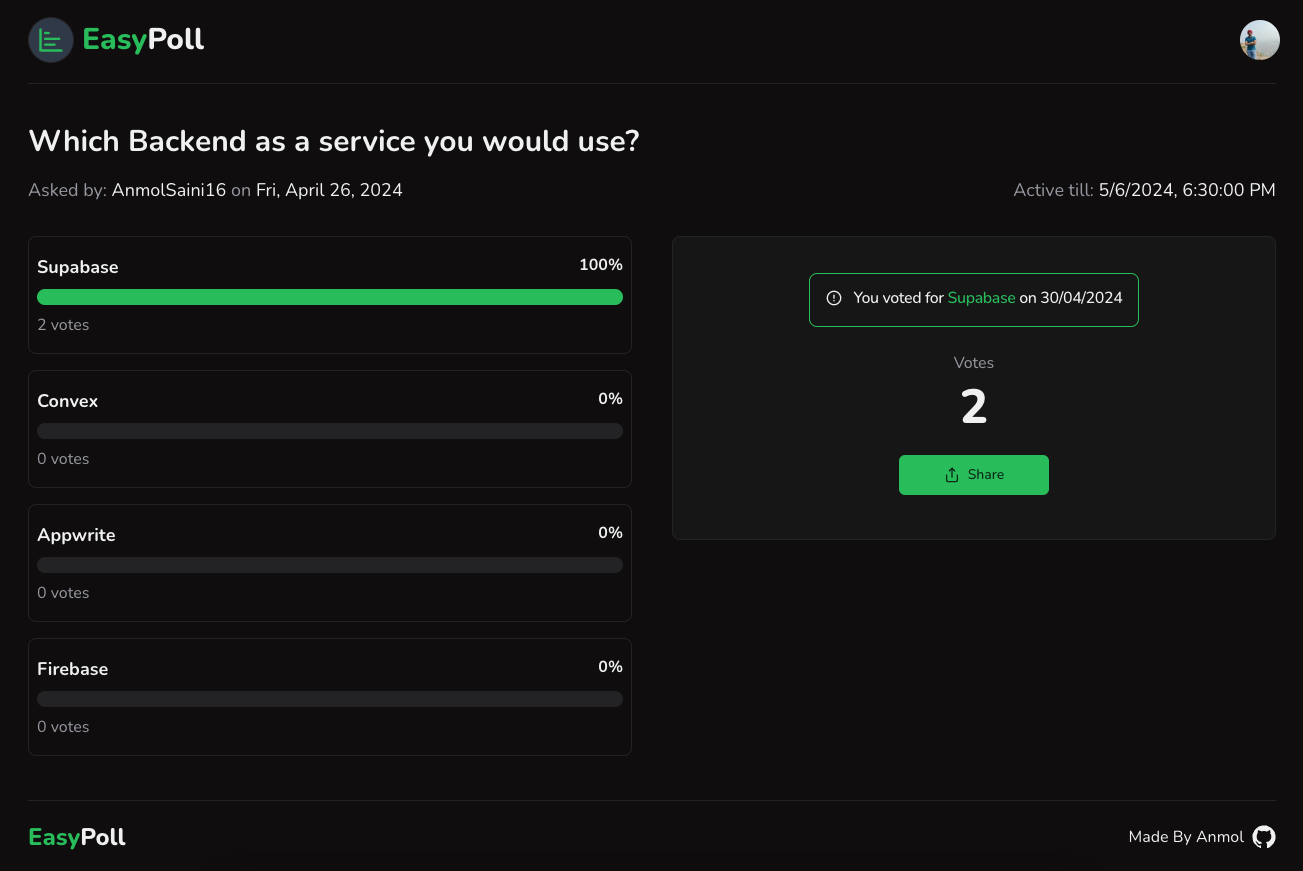 EasyPoll
Which Backend as a service you would use?
Asked by: AnmolSaini16 on Fri, April 26, 2024
Active till: 5/6/2024, 6:30:00 PM
Supabase
100%
2 votes
Convex
0%
0 votes
Appwrite
0%
0 votes
Firebase
0%
0 votes
You voted for Supabase on 30/04/2024
Votes
2
Share
EasyPoll
Made By Anmol